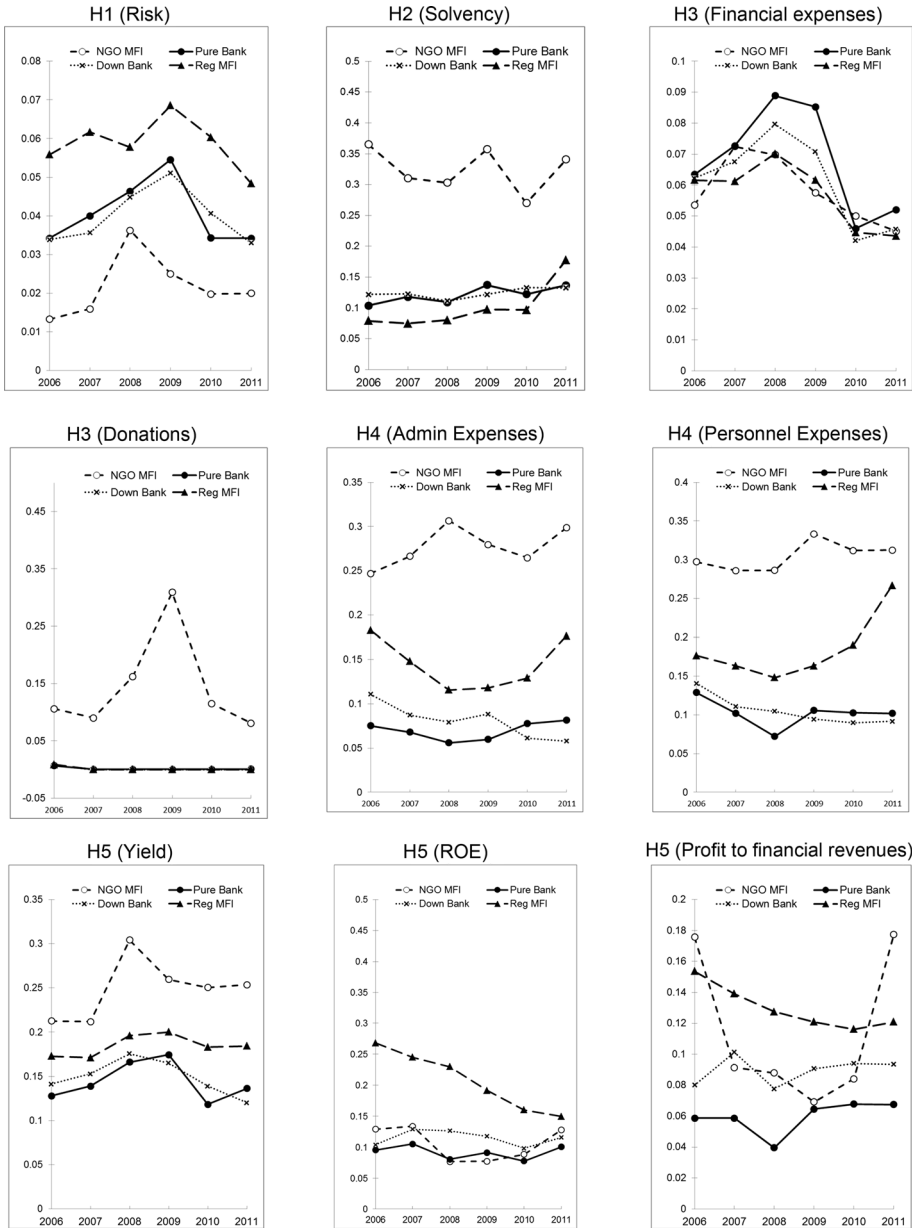 H1 (Risk)
NGO MFI Pure Bank
Down Bank Reg MFI
0.08
0.07
0.06
0.05
0.04
0.03
0.02
0.01
0
2006 2007 2008 2009 2010 2011
H2 (Solvency)
NGO MFI Pure Bank
Down Bank Reg MFI
0.5
0.45
0.4
0.35
0.3
0.25
0.2
0.15
0.1
0.05
0
2006 2007 2008 2009 2010 2011
H3 (Financial expenses)
NGO MFI Pure Bank
Down Bank Reg MFI
0.1
0.09
0.08
0.07
0.06
0.05
0.04
0.03
0.02
0.01
0
2006 2007 2008 2009 2010 2011
H3 (Donations)
NGO MFI Pure Bank
Down Bank Reg MFI
0.45
0.35
0.25
0.15
0.05
-0.05
2006 2007 2008 2009 2010 2011
H4 (Admin Expenses)
NGO MFI Pure Bank
Down Bank Reg MFI
0.35
0.3
0.25
0.2
0.15
0.1
0.05
0
2006 2007 2008 2009 2010 2011
H4 (Personnel Expenses)
NGO MFI Pure Bank
Down Bank Reg MFI
0.4
0.35
0.3
0.25
0.2
0.15
0.1
0.05
0
2006 2007 2008 2009 2010 2011
H5 (Yield)
NGO MFI Pure Bank
Down Bank Reg MFI
0.35
0.3
0.25
0.2
0.15
0.1
0.05
0
2006 2007 2008 2009 2010 2011
H5 (ROE)
NGO MFI Pure Bank
Down Bank Reg MFI
0.5
0.45
0.4
0.35
0.3
0.25
0.2
0.15
0.1
0.05
0
2006 2007 2008 2009 2010 2011
H5 (Profit to financial revenues)
NGO MFI Pure Bank
Down Bank Reg MFI
0.2
0.18
0.16
0.14
0.12
0.1
0.08
0.06
0.04
0.02
0
2006 2007 2008 2009 2010 2011